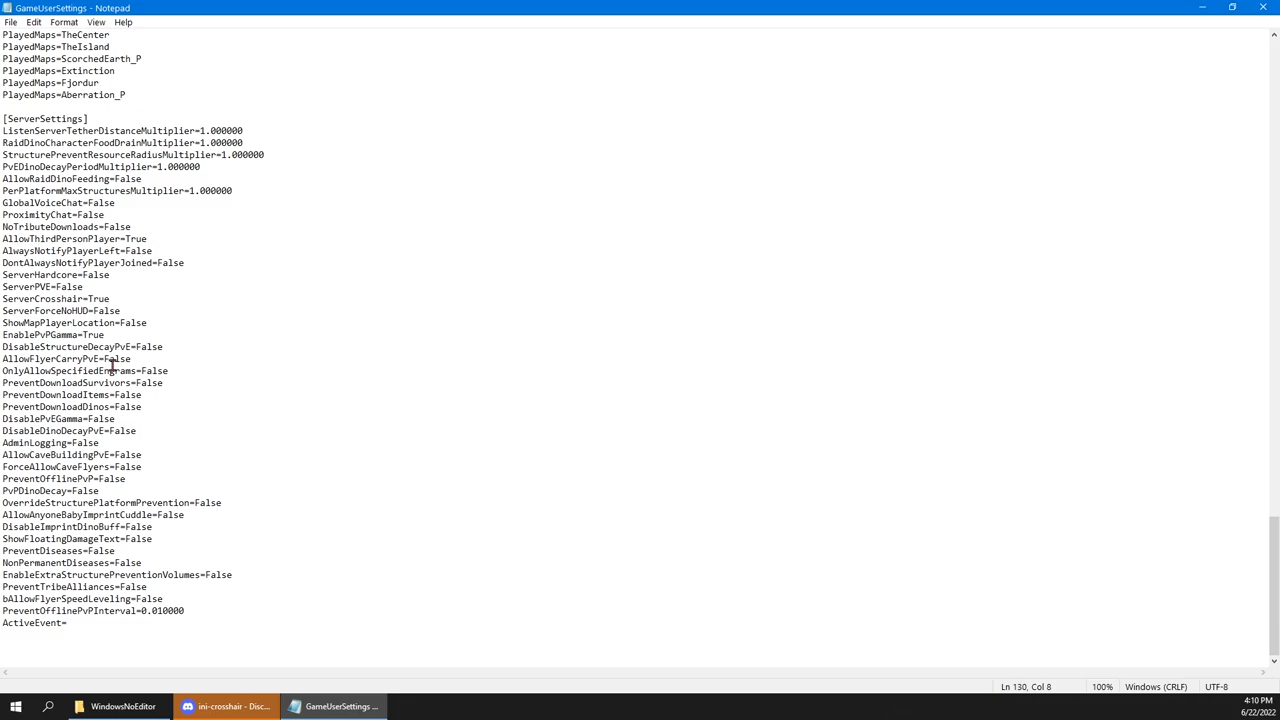 GameUserSettings - Notepad
File Edit Format View Help
PlayedMaps=TheCenter
PlayedMaps=TheIsland
PlayedMaps=ScorchedEarth_P
PlayedMaps=Extinction
PlayedMaps=Fjordur
PlayedMaps=Aberration_P
[ServerSettings]
ListenServerTetherDistanceMultiplier=1.000000
RaidDinoCharacterFoodDrainMultiplier=1.000000
StructurePreventResourceRadiusMultiplier=1.000000
PvEDinoDecayPeriodMultiplier=1.000000
AllowRaidDinoFeeding=False
PerPlatformMaxStructuresMultiplier=1.000000
GlobalVoiceChat=False
ProximityChat=False
NoTributeDownloads=False
AllowThirdPersonPlayer=True
AlwaysNotifyPlayerLeft=False
DontAlwaysNotifyPlayerJoined=False
ServerHardcore=False
ServerPVE=False
ServerCrosshair=True
ServerForceNoHUD=False
ShowMapPlayerLocation=False
EnablePvPGamma=True
DisableStructureDecayPvE=False
AllowFlyerCarryPvE=False
OnlyAllowSpecifiedEngrams=False
PreventDownloadSurvivors=False
PreventDownloadItems=False
PreventDownloadDinos=False
DisablePvEGamma=False
DisableDinoDecayPvE=False
AdminLogging=False
AllowCaveBuildingPvE=False
ForceAllowCaveFlyers=False
PreventOfflinePvP=False
PvPDinoDecay=False
OverrideStructurePlatformPrevention=False
AllowAnyoneBabyImprintCuddle=False
DisableImprintDinoBuff=False
ShowFloatingDamageText=False
PreventDiseases=False
NonPermanentDiseases=False
EnableExtraStructurePreventionVolumes=False
PreventTribeAlliances=False
bAllowFlyerSpeedLeveling=False
PreventOfflinePvPInterval=0.010000
ActiveEvent=
Ln 130, Col 8 100% Windows (CRLF) UTF-8
WindowsNoEditor ini-crosshair - Disc... GameUserSettings ... 4:10 PM
6/22/2022